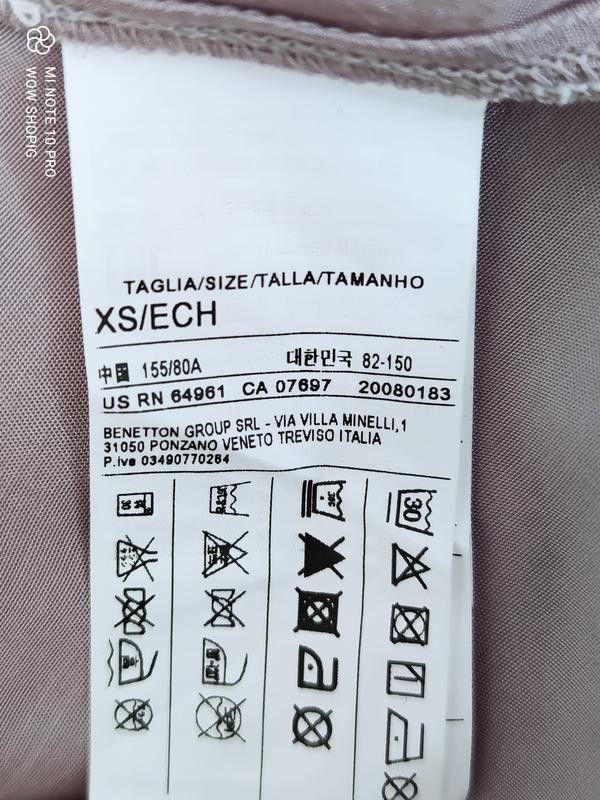 MI NOTE 10 PRO
WOW SHOPIG
TAGLIA/SIZE/TALLA/TAMANHO
XS/ECH
中国 155/80A 대한민국 82-150
US RN 64961 CA 07697 20080183
BENETTON GROUP SRL - VIA VILLA MINELLI,1
31050 PONZANO VENETO TREVISO ITALIA
P.iva 03490770264
30